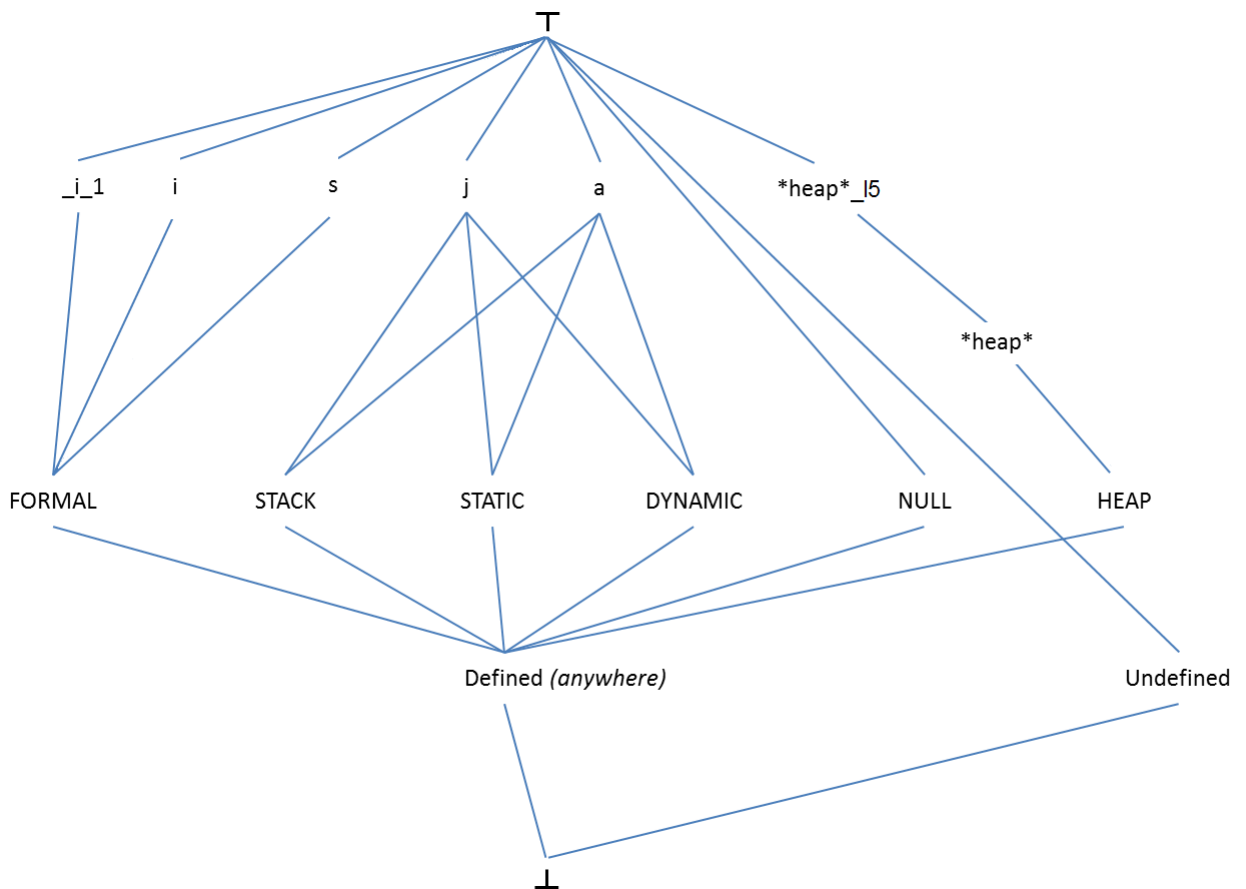 ⊤
_i_1 i s j a *heap*_l5
*heap*
FORMAL STACK STATIC DYNAMIC NULL HEAP
Defined (anywhere) Undefined
⊥